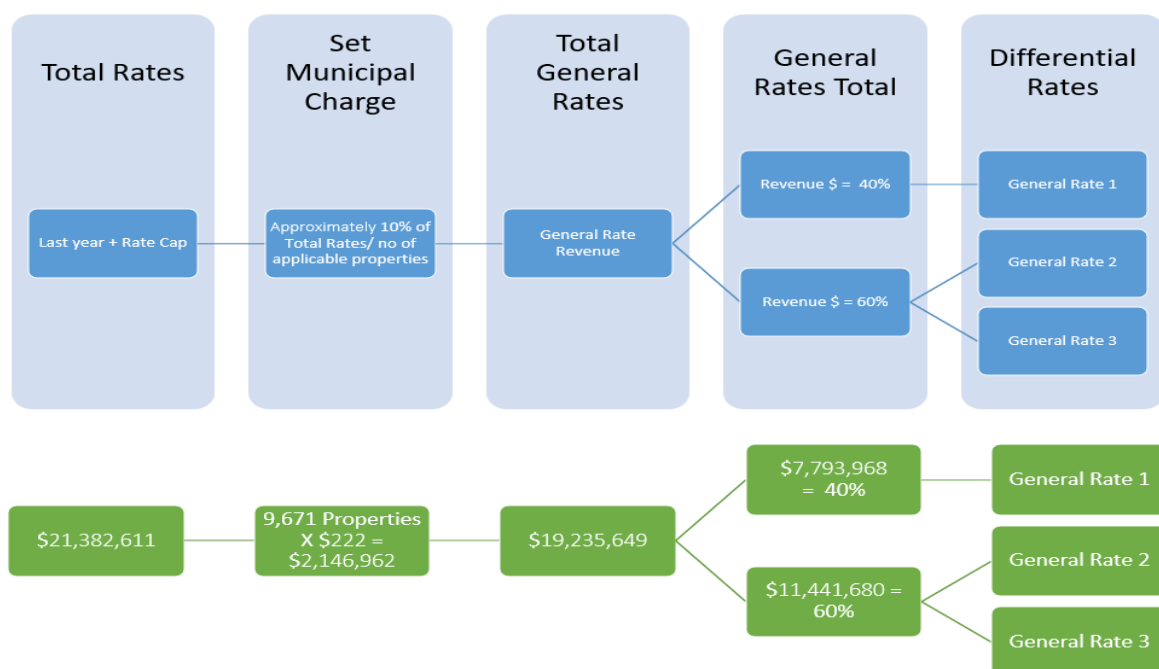 Total Rates
Set
Municipal
Charge
Total
General
Rates
General
Rates Total
Differential
Rates
Last year + Rate Cap
Approximately 10% of
Total Rates/ no of
applicable properties
General Rate
Revenue
Revenue $ =  40%
Revenue $ = 60%
General Rate 1
General Rate 2
General Rate 3
$21,382,611
9,671 Properties
X $222 =
$2,146,962
$19,235,649
$7,793,968
=  40%
$11,441,680 =
60%
General Rate 1
General Rate 2
General Rate 3